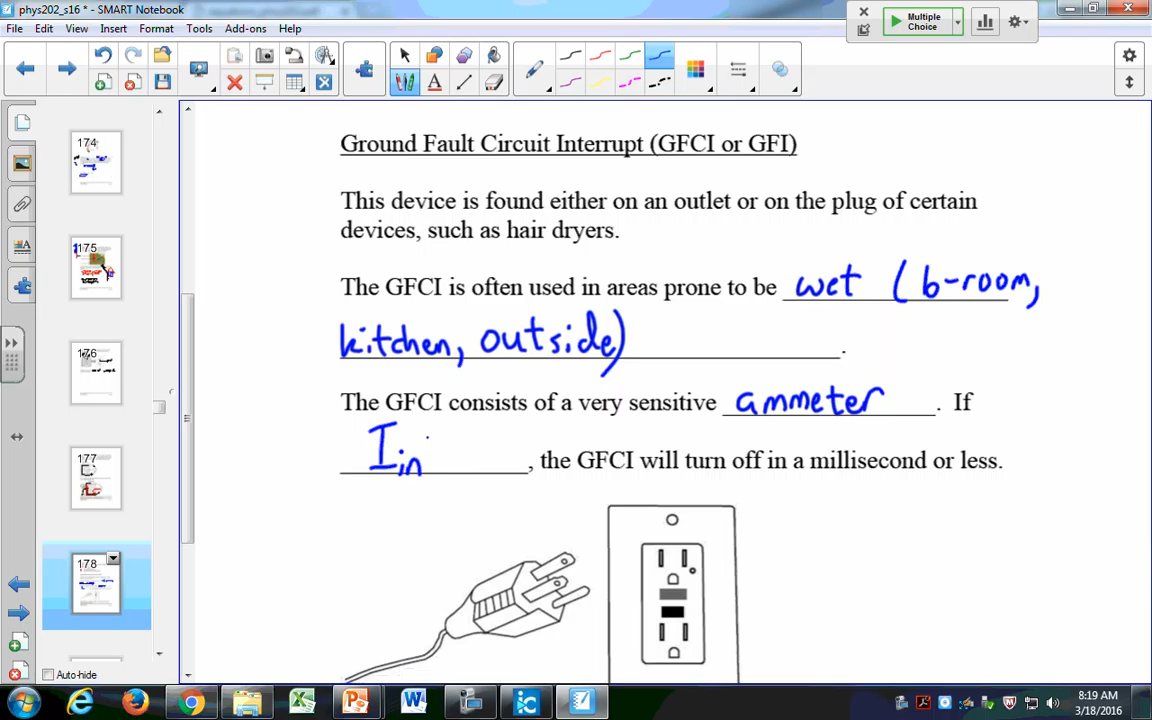 phys202_s16 * - SMART Notebook
Multiple
Choice
File Edit View Insert Format Tools Add-ons Help
Ground Fault Circuit Interrupt (GFCI or GFI)
This device is found either on an outlet or on the plug of certain
devices, such as hair dryers.
The GFCI is often used in areas prone to be wet (b-room,
kitchen, outside).
The GFCI consists of a very sensitive ammeter. If
Iin, the GFCI will turn off in a millisecond or less.
174
175
176
177
178
Auto-hide
8:19 AM
3/18/2016